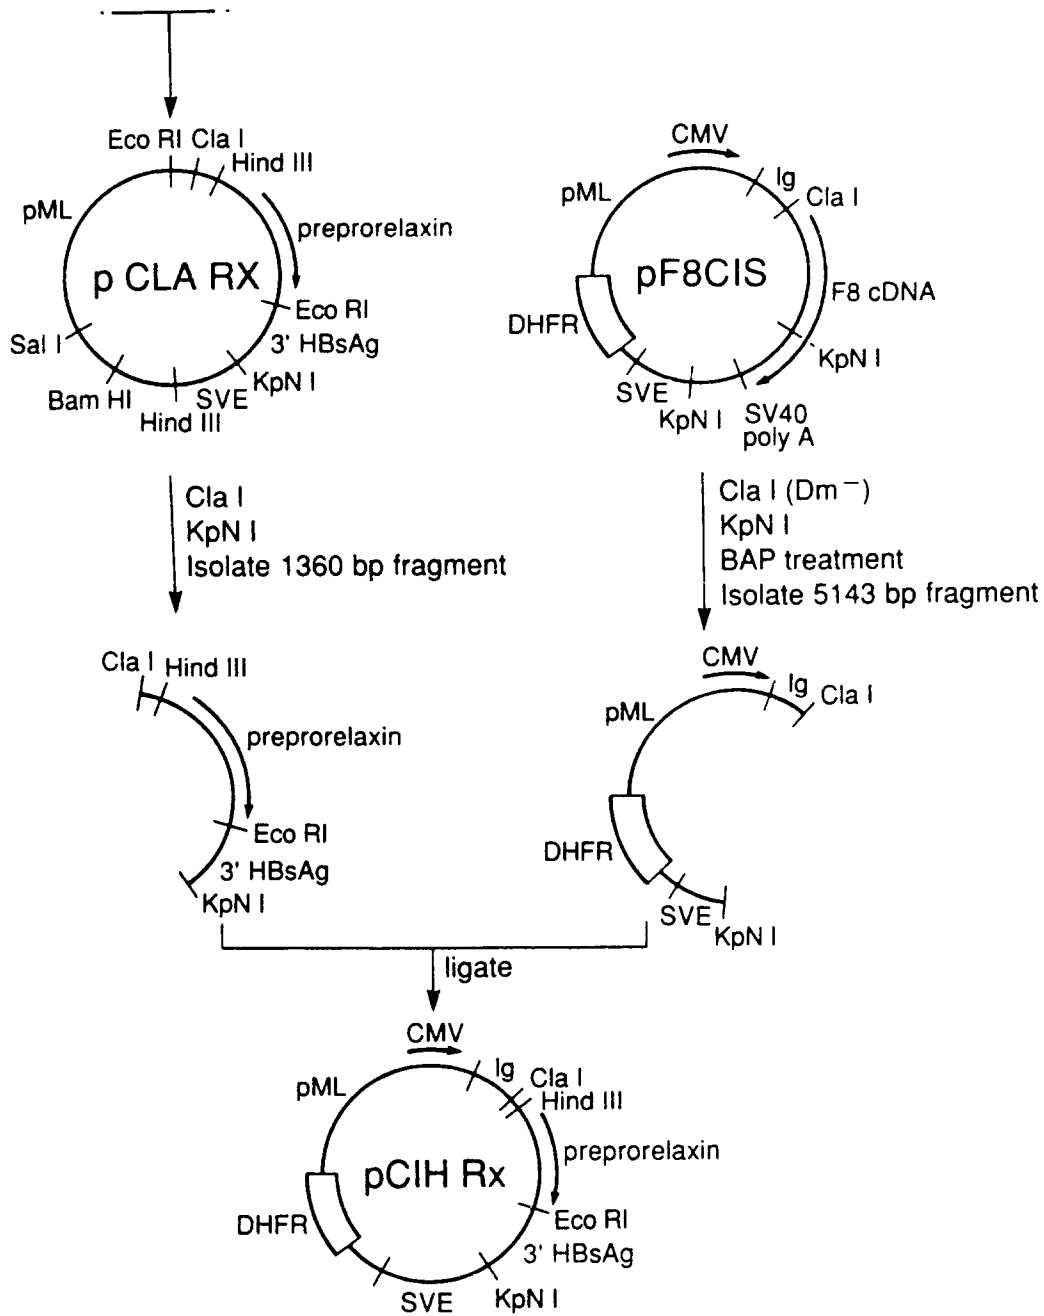 Eco RI Cla I
Hind III
pML
preprorelaxin
p CLA RX
Eco RI
3' HBsAg
Sal I
KpN I
Bam HI
SVE
Hind III
CMV
Ig
Cla I
pML
pF8CIS
F8 cDNA
DHFR
KpN I
SVE
KpN I
SV40
poly A
Cla I
KpN I
Isolate 1360 bp fragment
Cla I (Dm –)
KpN I
BAP treatment
Isolate 5143 bp fragment
Cla I Hind III
preprorelaxin
Eco RI
3' HBsAg
KpN I
CMV
Ig
Cla I
pML
DHFR
SVE
KpN I
ligate
CMV
Ig
Cla I
Hind III
pML
preprorelaxin
pCIH Rx
DHFR
Eco RI
3' HBsAg
SVE
KpN I